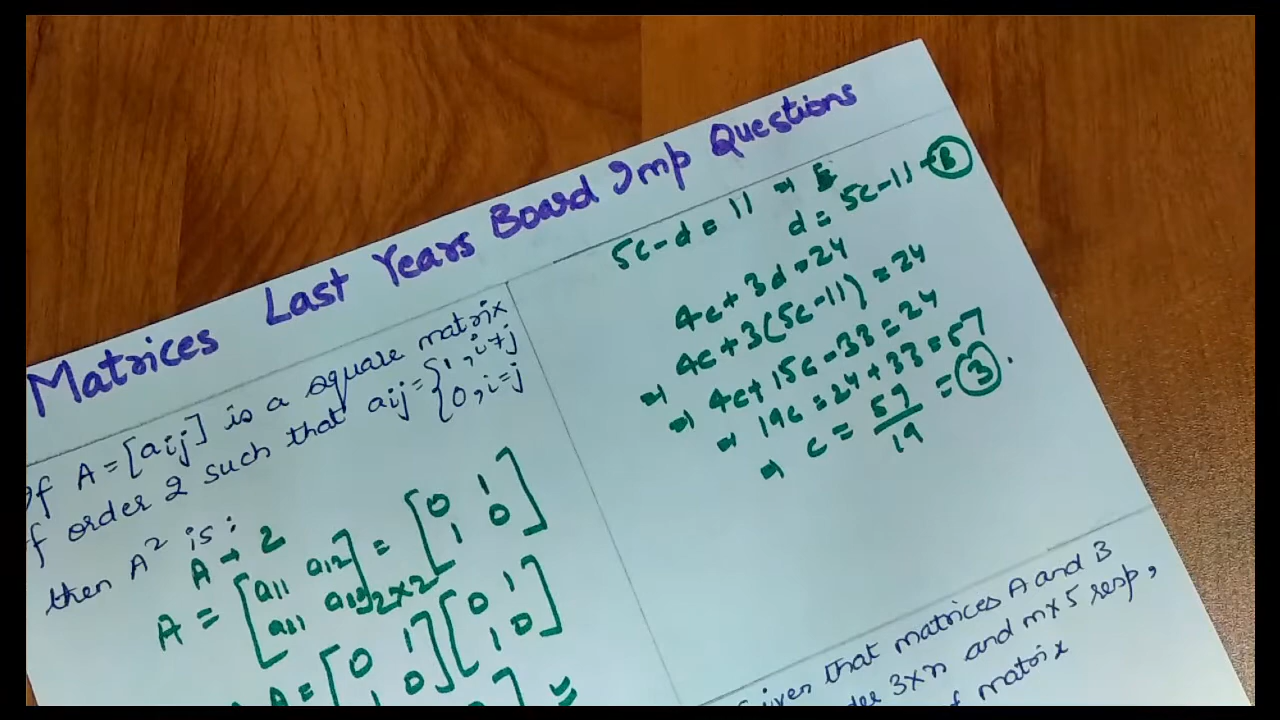 Matrices Last Years Board Imp Questions
If A = [aij] is a square matrix
of order 2 such that aij = { 1, i≠j
0, i=j
then A² is:
A → 2
A = [a11 a12
a21 a22]2×2 = [0 1
1 0]
A = [0 1
1 0] [0 1
1 0]
5c-d = 11 ⇒
d = 5c-11
4c + 3d = 24
⇒ 4c + 3(5c-11) = 24
⇒ 4c + 15c - 33 = 24
⇒ 19c = 24 + 33 = 57
⇒ c = 57/19 = 3.
Given that matrices A and B
3×n and m×5 resp,
of matrix